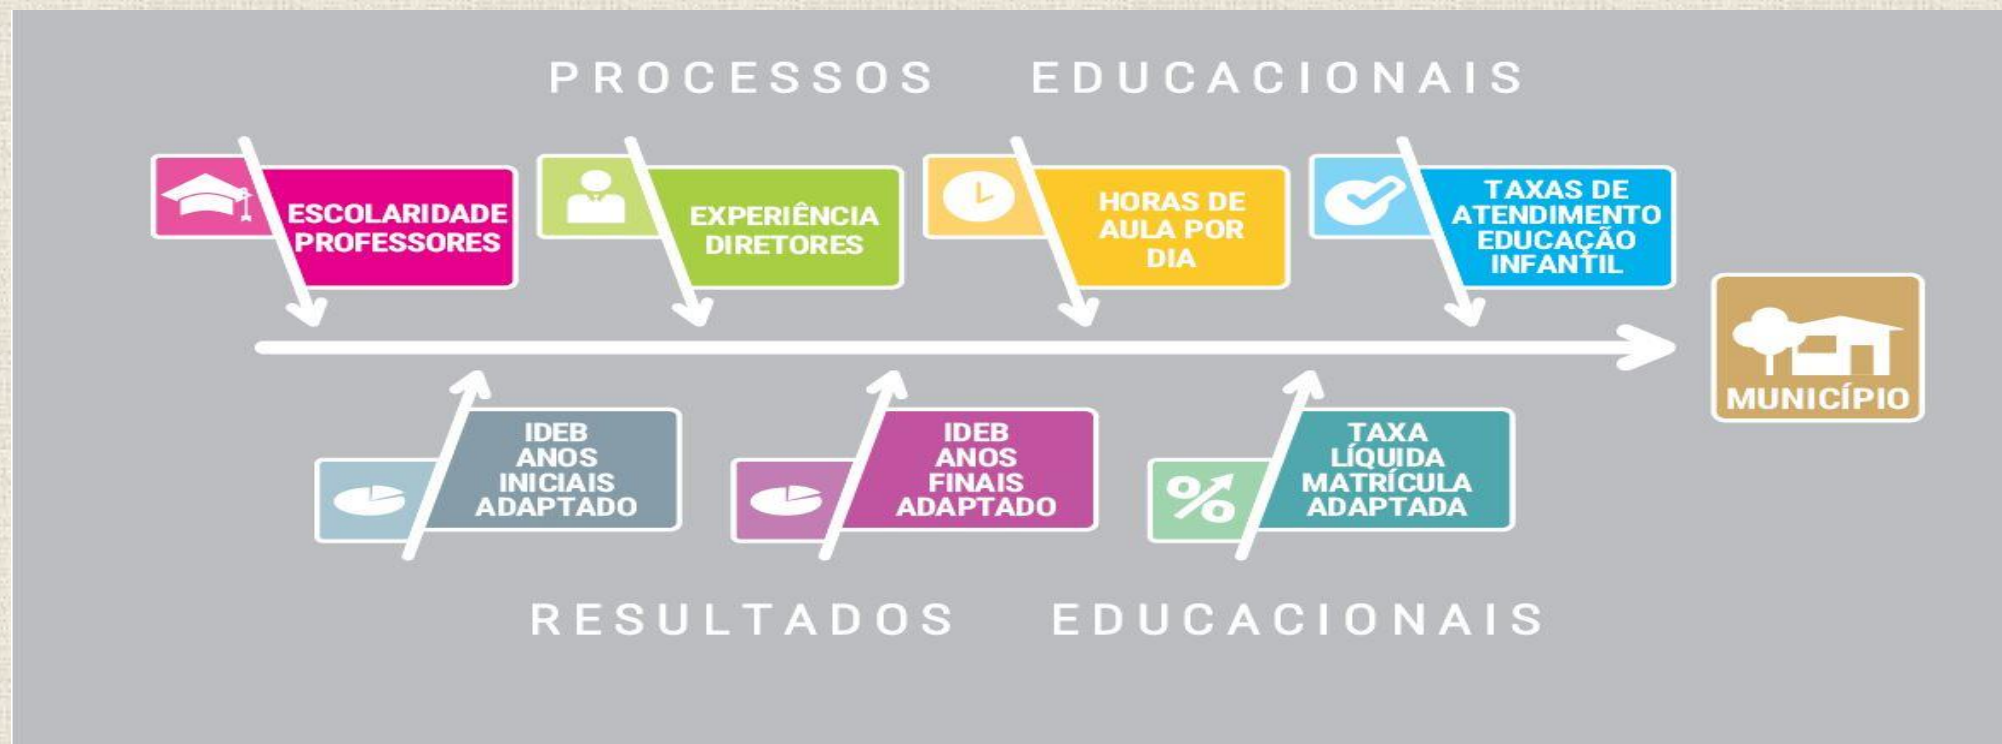 PROCESSOS EDUCACIONAIS
ESCOLARIDADE
PROFESSORES
EXPERIÊNCIA
DIRETORES
HORAS DE
AULA POR
DIA
TAXAS DE
ATENDIMENTO
EDUCAÇÃO
INFANTIL
MUNICÍPIO
IDEB
ANOS
INICIAIS
ADAPTADO
IDEB
ANOS
FINAIS
ADAPTADO
TAXA
LÍQUIDA
MATRÍCULA
ADAPTADA
RESULTADOS EDUCACIONAIS